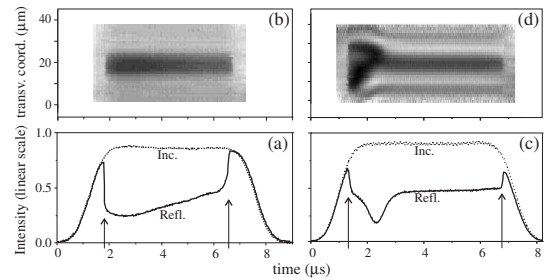 transv. coord. (μm)
40
20
0
(b)
(d)
Intensity (linear scale)
1.0
0.5
0.0
(a)
Inc.
Refl.
(c)
Inc.
Refl.
0 2 4 6 8
0 2 4 6 8
time (μs)